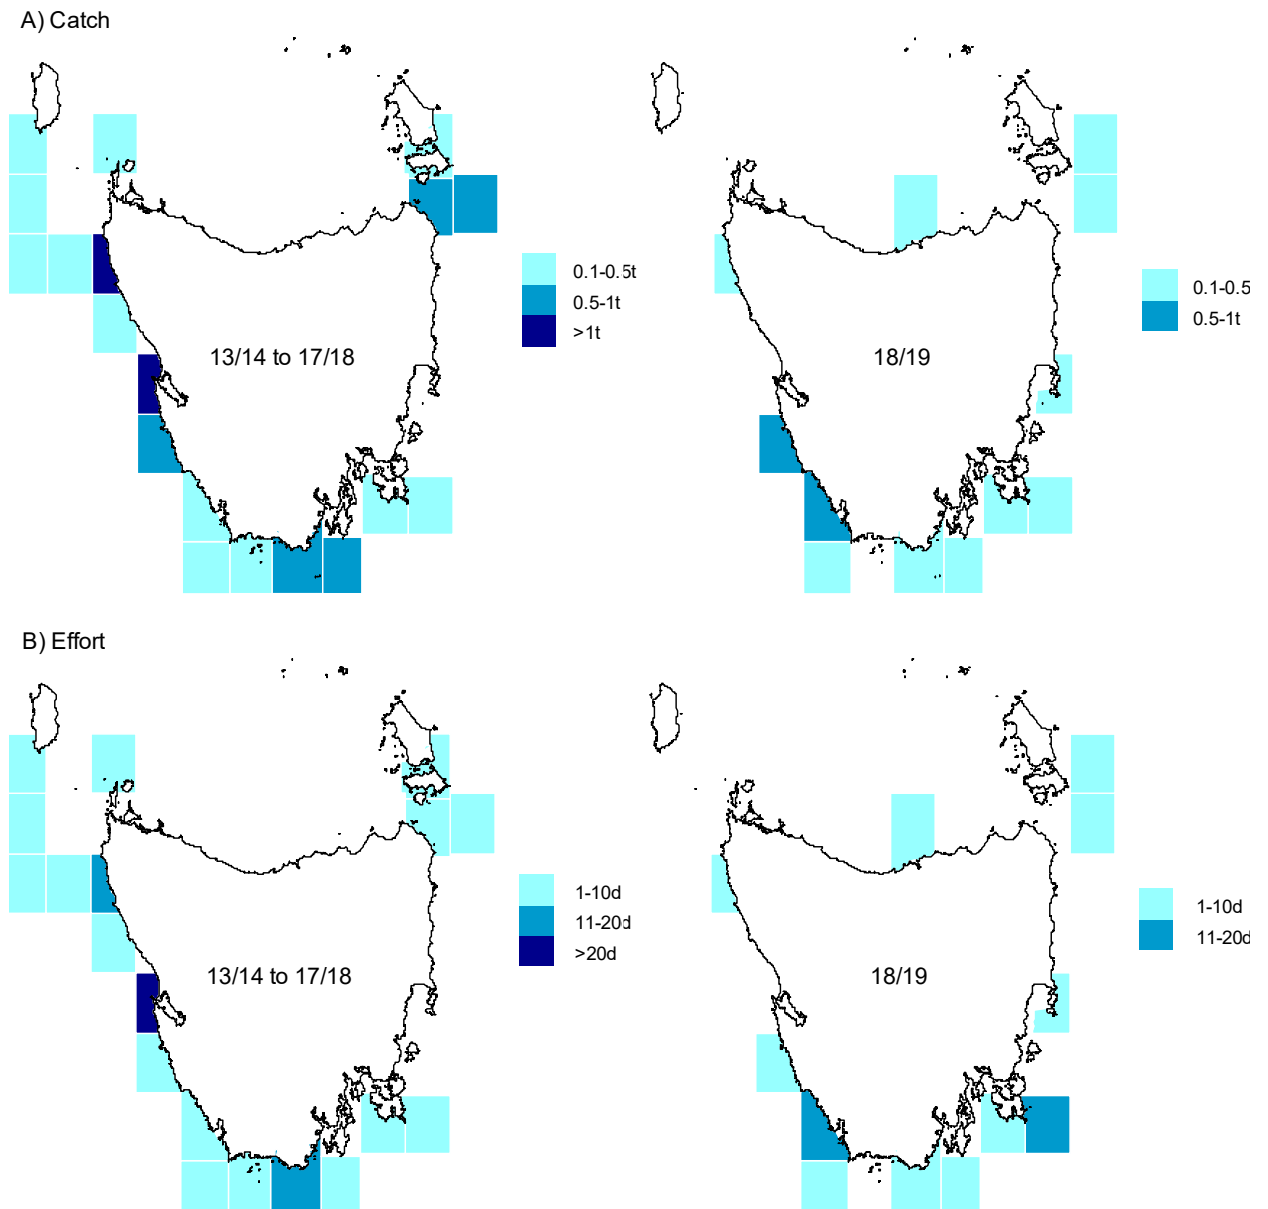 A) Catch
0.1-0.5t
0.5-1t
>1t
13/14 to 17/18
0.1-0.5
0.5-1t
18/19
B) Effort
1-10d
11-20d
>20d
13/14 to 17/18
1-10d
11-20d
18/19